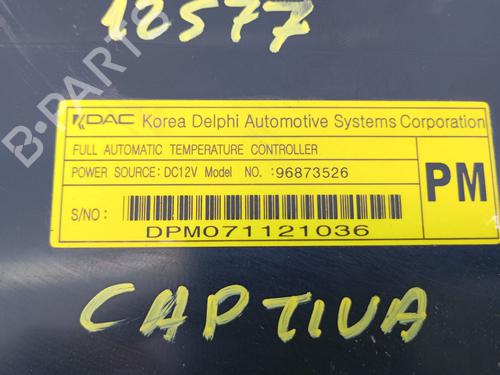 12577
KDAC Korea Delphi Automotive Systems Corporation
FULL AUTOMATIC TEMPERATURE CONTROLLER
POWER SOURCE: DC12V Model NO. :96873526
PM
S/NO :
DPM071121036
CAPTIVA
B-PARTS